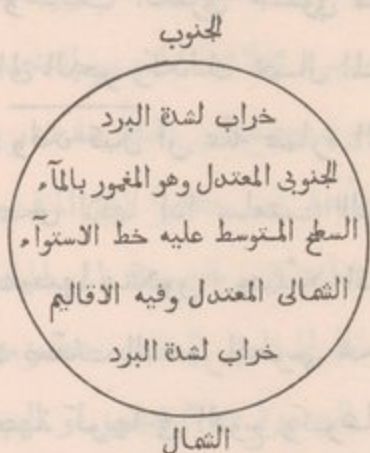 الجنوب
خراب لشدة البرد
الجنوبى المعتدل وهو المغمور بالمآء
السطح المتوسط عليه خط الاستوآء
الشمالى المعتدل وفيه الاقاليم
خراب لشدة البرد
الشمال